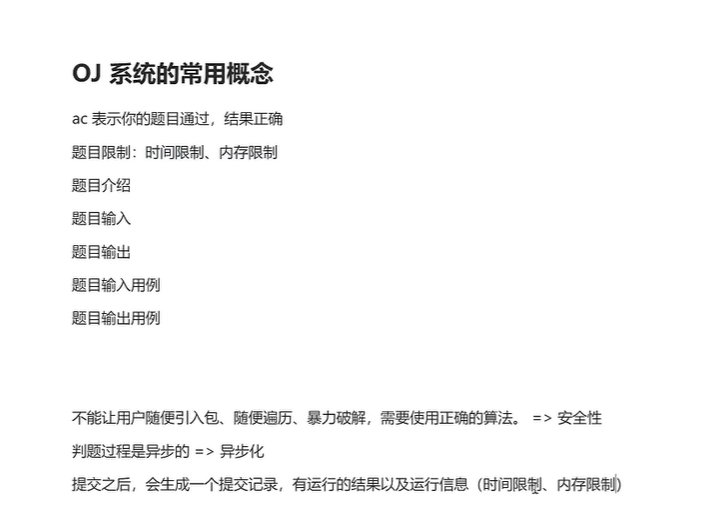 OJ 系统的常用概念
ac 表示你的题目通过，结果正确
题目限制：时间限制、内存限制
题目介绍
题目输入
题目输出
题目输入用例
题目输出用例
不能让用户随便引入包、随便遍历、暴力破解，需要使用正确的算法。 => 安全性
判题过程是异步的 => 异步化
提交之后，会生成一个提交记录，有运行的结果以及运行信息（时间限制、内存限制）